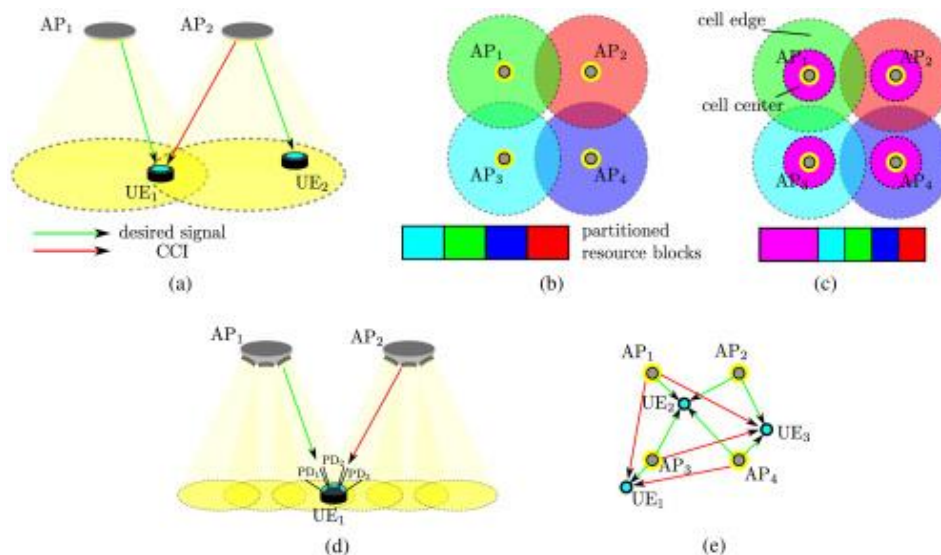 AP₁
AP₂
UE₁
UE₂
desired signal
CCI
(a)
AP₁
AP₂
AP₃
AP₄
partitioned
resource blocks
(b)
cell edge
AP₁
AP₂
cell center
AP₃
AP₄
(c)
AP₁
AP₂
PD₁
PD₂
PD₃
UE₁
(d)
AP₁
AP₂
UE₂
UE₃
AP₃
AP₄
UE₁
(e)